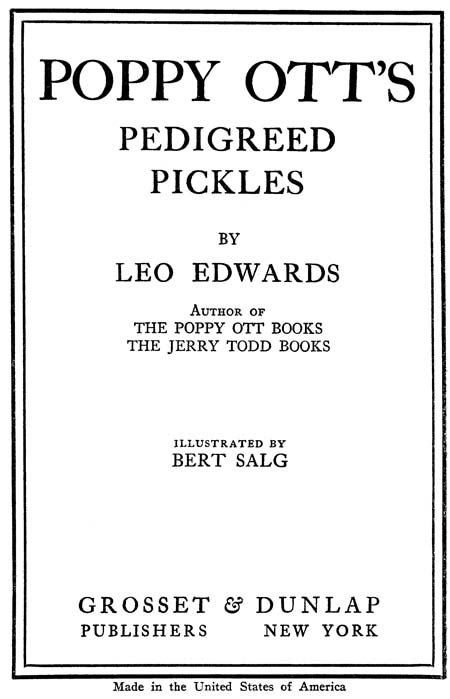 POPPY OTT'S
PEDIGREED
PICKLES
BY
LEO EDWARDS
AUTHOR OF
THE POPPY OTT BOOKS
THE JERRY TODD BOOKS
ILLUSTRATED BY
BERT SALG
GROSSET & DUNLAP
PUBLISHERS NEW YORK
Made in the United States of America